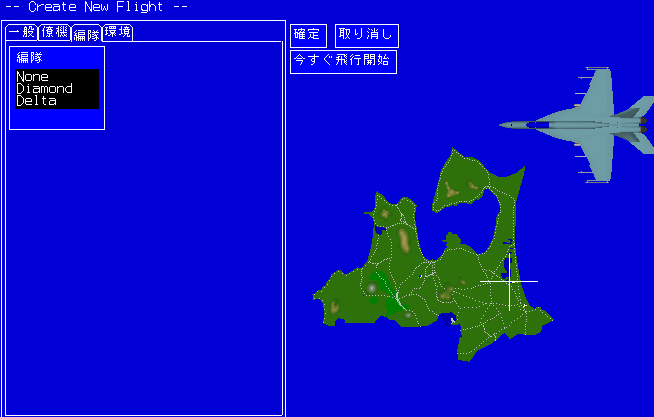 -- Create New Flight --
一般 僚機 編隊 環境
編隊
None
Diamond
Delta
確定 取り消し
今すぐ飛行開始